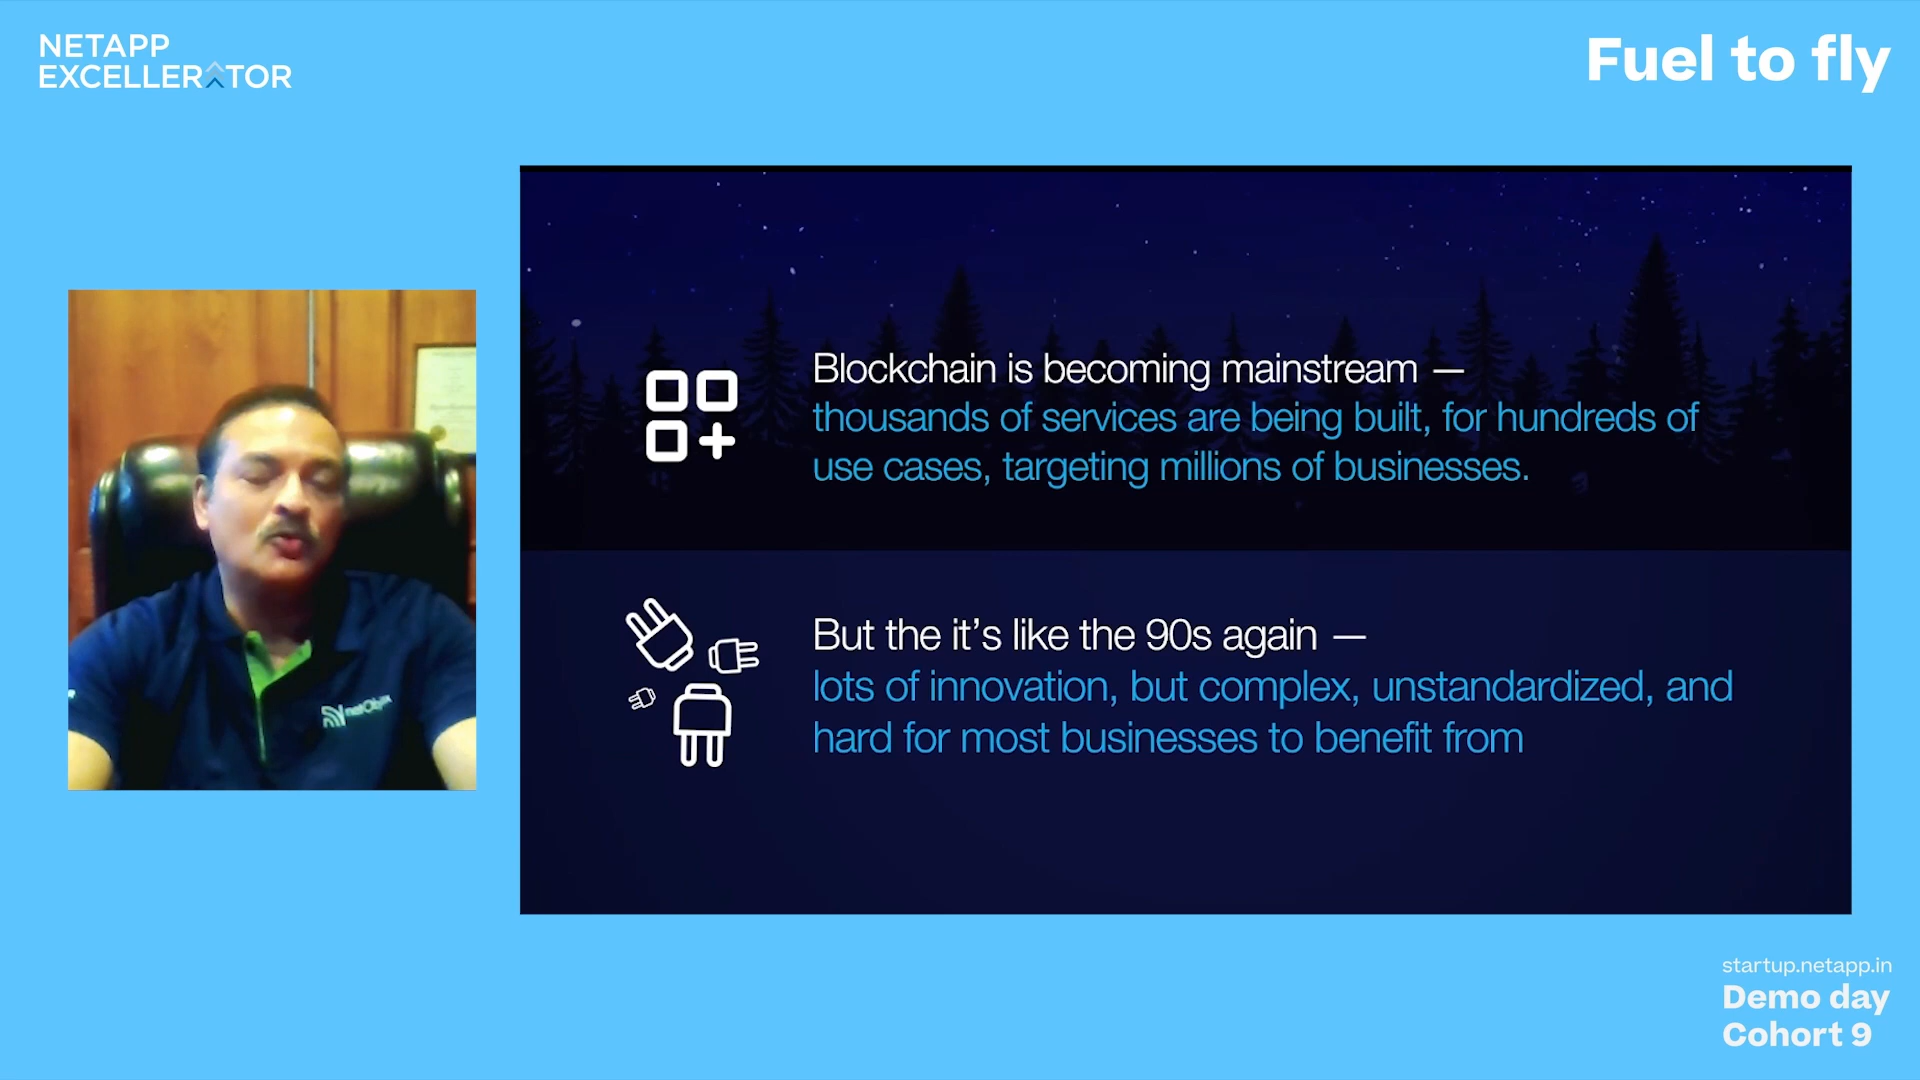 NETAPP
EXCELLERATOR
Fuel to fly
Blockchain is becoming mainstream —
thousands of services are being built, for hundreds of
use cases, targeting millions of businesses.
But the it's like the 90s again —
lots of innovation, but complex, unstandardized, and
hard for most businesses to benefit from
netObjex
startup.netapp.in
Demo day
Cohort 9